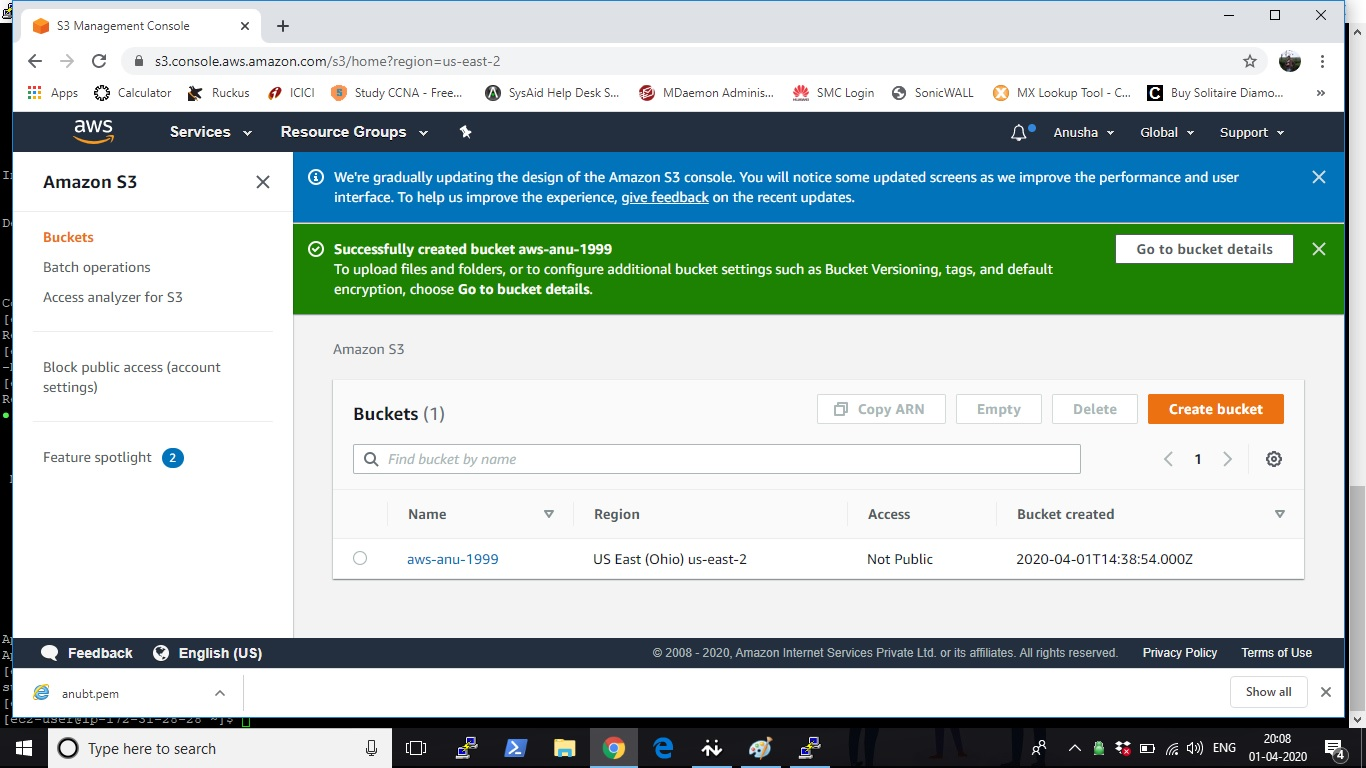 S3 Management Console
s3.console.aws.amazon.com/s3/home?region=us-east-2
Apps Calculator Ruckus ICICI Study CCNA - Free... SysAid Help Desk S... MDaemon Adminis... SMC Login SonicWALL MX Lookup Tool - C... Buy Solitaire Diamo... »
aws Services Resource Groups Anusha Global Support
Amazon S3
Buckets
Batch operations
Access analyzer for S3
Block public access (account
settings)
Feature spotlight 2
We're gradually updating the design of the Amazon S3 console. You will notice some updated screens as we improve the performance and user
interface. To help us improve the experience, give feedback on the recent updates.
Successfully created bucket aws-anu-1999
To upload files and folders, or to configure additional bucket settings such as Bucket Versioning, tags, and default
encryption, choose Go to bucket details.
Go to bucket details
Amazon S3
Buckets (1)
Copy ARN Empty Delete Create bucket
Find bucket by name
1
Name Region Access Bucket created
aws-anu-1999 US East (Ohio) us-east-2 Not Public 2020-04-01T14:38:54.000Z
Feedback English (US) © 2008 - 2020, Amazon Internet Services Private Ltd. or its affiliates. All rights reserved. Privacy Policy Terms of Use
anubt.pem Show all
[ec2-user@ip-172-31-28-28 ~]$
Type here to search
ENG
20:08
01-04-2020
4